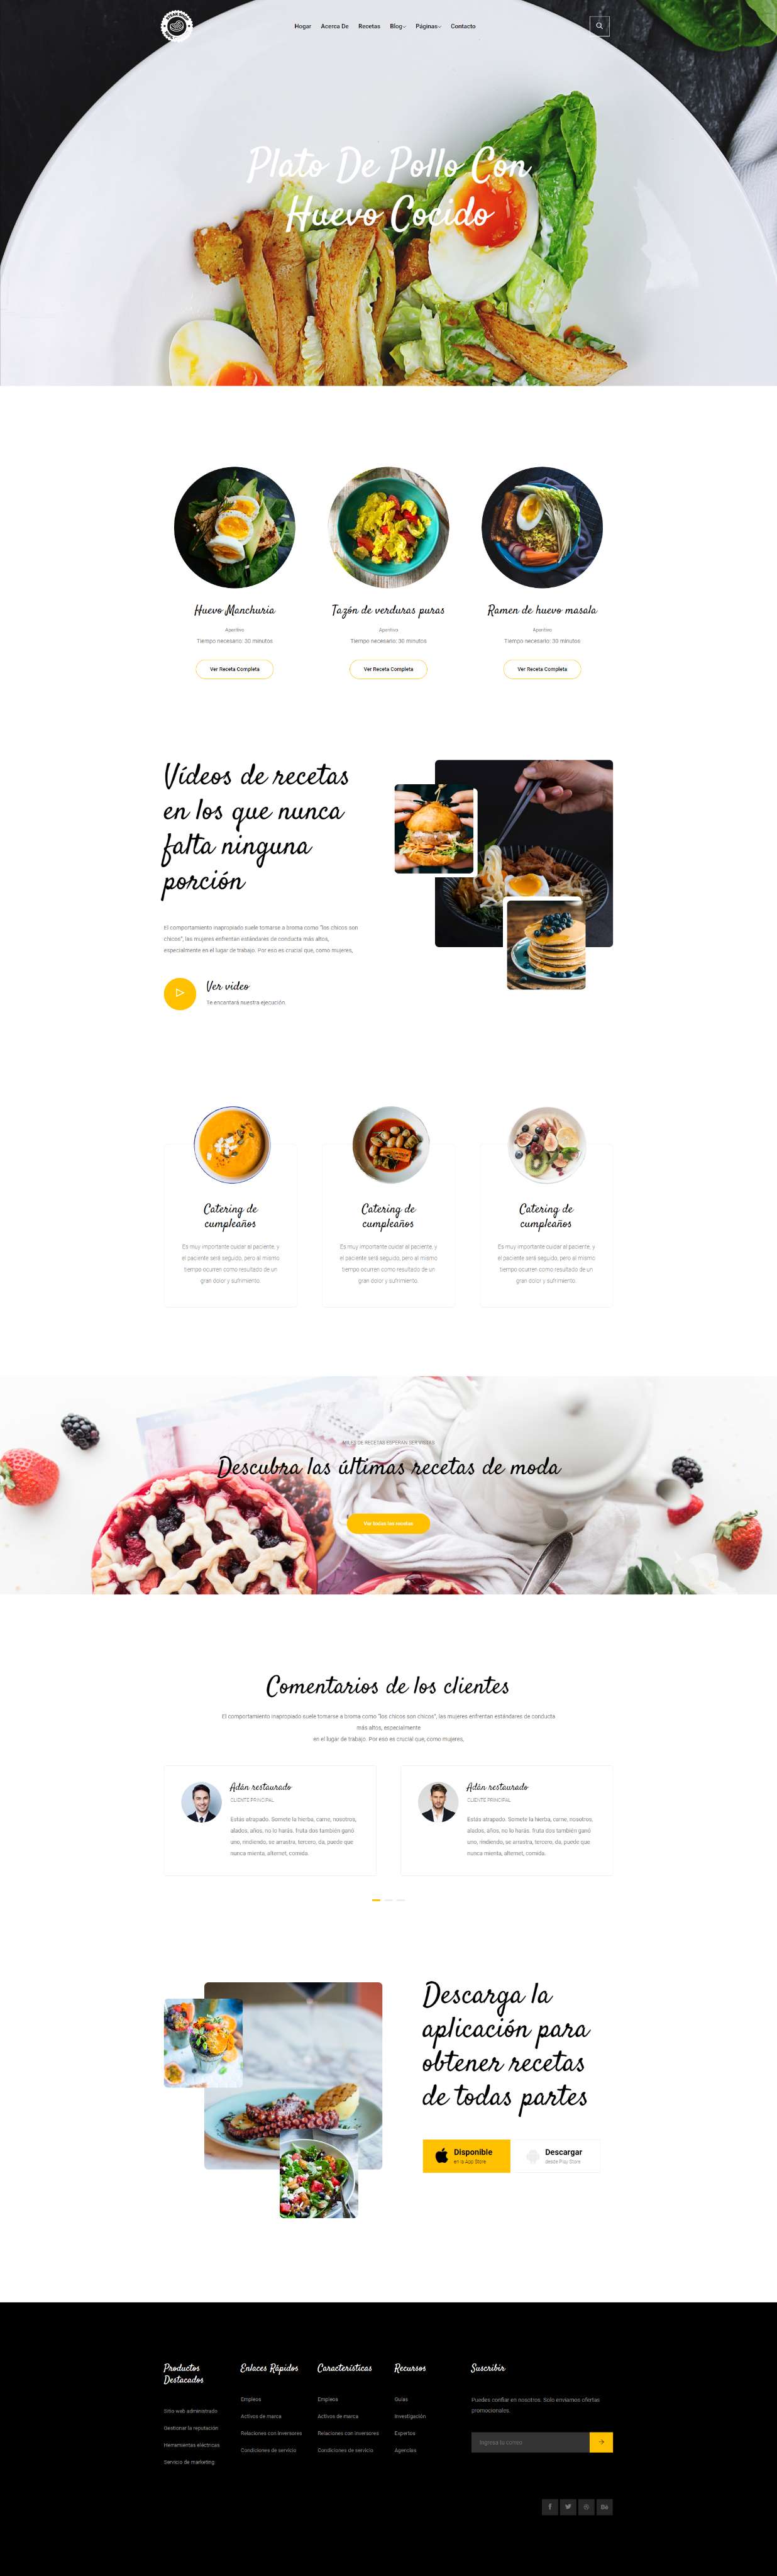 Hogar Acerca De Recetas Blog Páginas Contacto
Plato De Pollo Con
Huevo Cocido
Huevo Manchuria
Aperitivo
Tiempo necesario: 30 minutos
Ver Receta Completa
Tazón de verduras puras
Aperitivo
Tiempo necesario: 30 minutos
Ver Receta Completa
Ramen de huevo masala
Aperitivo
Tiempo necesario: 30 minutos
Ver Receta Completa
Vídeos de recetas
en los que nunca
falta ninguna
porción
El comportamiento inapropiado suele tomarse a broma como "los chicos son
chicos", las mujeres enfrentan estándares de conducta más altos,
especialmente en el lugar de trabajo. Por eso es crucial que, como mujeres,
Ver video
Te encantará nuestra ejecución.
Catering de
cumpleaños
Es muy importante cuidar al paciente, y
el paciente será seguido, pero al mismo
tiempo ocurren como resultado de un
gran dolor y sufrimiento.
Catering de
cumpleaños
Es muy importante cuidar al paciente, y
el paciente será seguido, pero al mismo
tiempo ocurren como resultado de un
gran dolor y sufrimiento.
Catering de
cumpleaños
Es muy importante cuidar al paciente, y
el paciente será seguido, pero al mismo
tiempo ocurren como resultado de un
gran dolor y sufrimiento.
MILES DE RECETAS ESPERAN SER VISTAS
Descubra las últimas recetas de moda
Ver todas las recetas
Comentarios de los clientes
El comportamiento inapropiado suele tomarse a broma como "los chicos son chicos", las mujeres enfrentan estándares de conducta
más altos, especialmente
en el lugar de trabajo. Por eso es crucial que, como mujeres,
Adán restaurado
CLIENTE PRINCIPAL
Estás atrapado. Somete la hierba, carne, nosotros,
alados, años, no lo harás. fruta dos también ganó
une, rindiendo, se arrastra, tercero, da. puede que
nunca mienta, alternet, comida.
Adán restaurado
CLIENTE PRINCIPAL
Estás atrapado. Somete la hierba, carne, nosotros,
alados, años, no lo harás. fruta dos también ganó
une, rindiendo, se arrastra, tercero, da. puede que
nunca mienta, alternet, comida.
Descarga la
aplicación para
obtener recetas
de todas partes
Disponible
en la App Store
Descargar
desde Play Store
Productos
Destacados
Sitio web administrado
Gestionar la reputación
Herramientas eléctricas
Servicio de marketing
Enlaces Rápidos
Empleos
Activos de marca
Relaciones con inversores
Condiciones de servicio
Características
Empleos
Activos de marca
Relaciones con inversores
Condiciones de servicio
Recursos
Guías
Investigación
Expertos
Agencias
Suscribir
Puedes confiar en nosotros. Solo enviamos ofertas
promocionales.
Ingresa tu correo